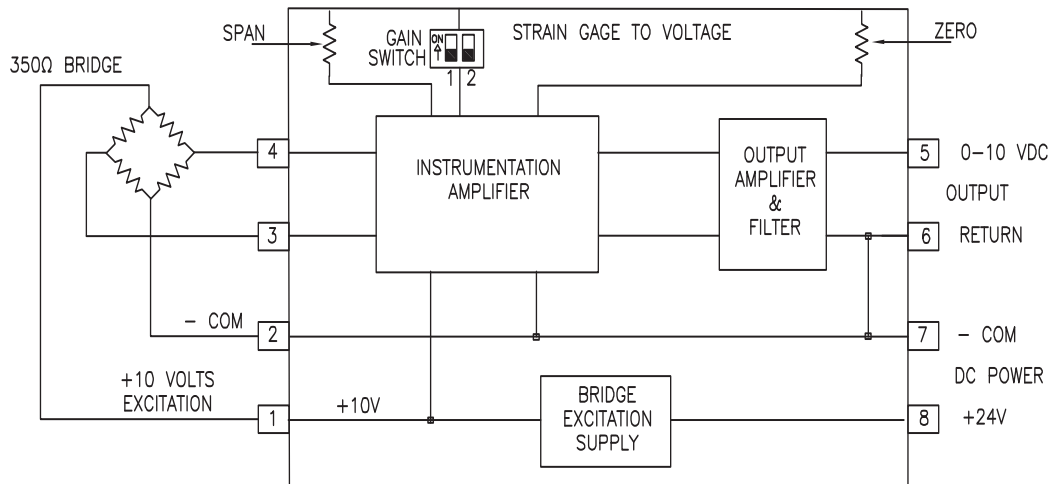 SPAN
GAIN
SWITCH
ON
1 2
STRAIN GAGE TO VOLTAGE
ZERO
350Ω BRIDGE
4
INSTRUMENTATION
AMPLIFIER
OUTPUT
AMPLIFIER
&
FILTER
5 0-10 VDC
OUTPUT
3
6 RETURN
- COM
2
7 - COM
DC POWER
+10 VOLTS
EXCITATION
1
+10V
BRIDGE
EXCITATION
SUPPLY
8 +24V